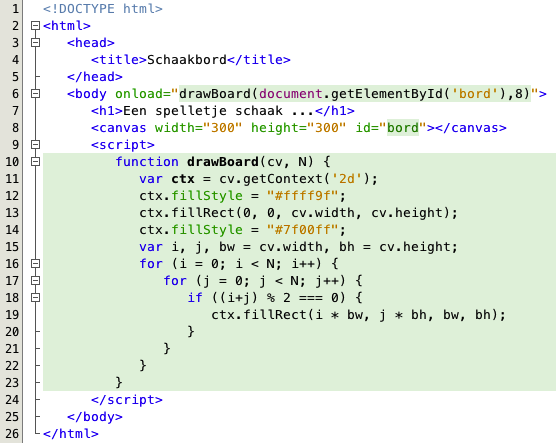 1 <!DOCTYPE html>
2 <html>
3 <head>
4 <title>Schaakbord</title>
5 </head>
6 <body onload="drawBoard(document.getElementById('bord'),8)">
7 <h1>Een spelletje schaak ...</h1>
8 <canvas width="300" height="300" id="bord"></canvas>
9 <script>
10 function drawBoard(cv, N) {
11 var ctx = cv.getContext('2d');
12 ctx.fillStyle = "#ffff9f";
13 ctx.fillRect(0, 0, cv.width, cv.height);
14 ctx.fillStyle = "#7f00ff";
15 var i, j, bw = cv.width, bh = cv.height;
16 for (i = 0; i < N; i++) {
17 for (j = 0; j < N; j++) {
18 if ((i+j) % 2 === 0) {
19 ctx.fillRect(i * bw, j * bh, bw, bh);
20 }
21 }
22 }
23 }
24 </script>
25 </body>
26 </html>